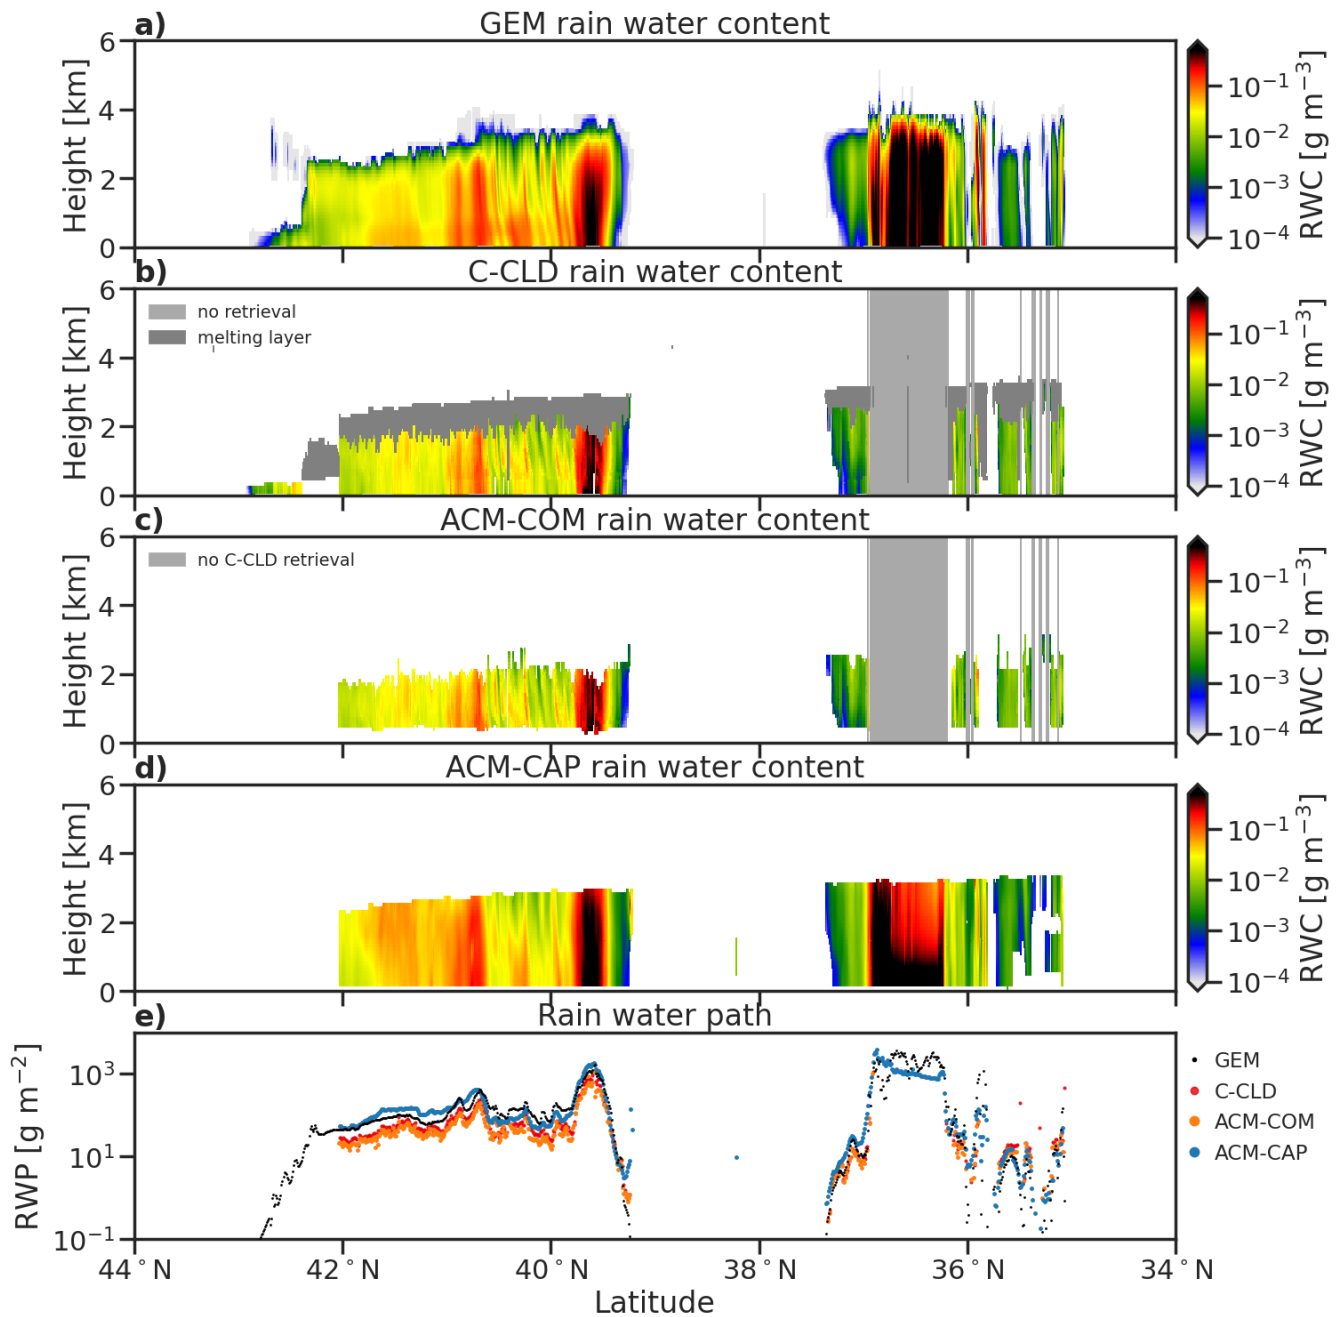 a) GEM rain water content
6
4
2
0
Height [km]
10⁻¹
10⁻²
10⁻³
10⁻⁴
RWC [g m⁻³]
b) C-CLD rain water content
no retrieval
melting layer
6
4
2
0
Height [km]
10⁻¹
10⁻²
10⁻³
10⁻⁴
RWC [g m⁻³]
c) ACM-COM rain water content
no C-CLD retrieval
6
4
2
0
Height [km]
10⁻¹
10⁻²
10⁻³
10⁻⁴
RWC [g m⁻³]
d) ACM-CAP rain water content
6
4
2
0
Height [km]
10⁻¹
10⁻²
10⁻³
10⁻⁴
RWC [g m⁻³]
e) Rain water path
10³
10¹
10⁻¹
RWP [g m⁻²]
GEM
C-CLD
ACM-COM
ACM-CAP
44°N 42°N 40°N 38°N 36°N 34°N
Latitude